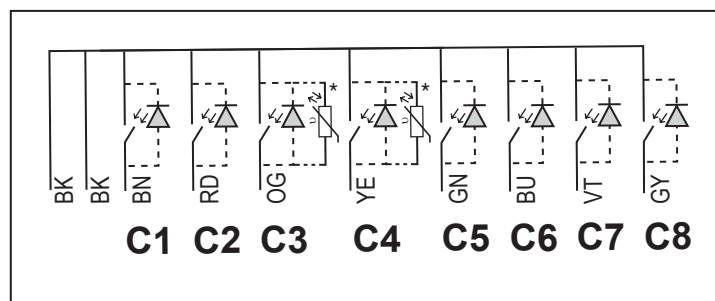 * *
υ υ
BK BK BN RD OG YE GN BU VT GY
C1 C2 C3 C4 C5 C6 C7 C8